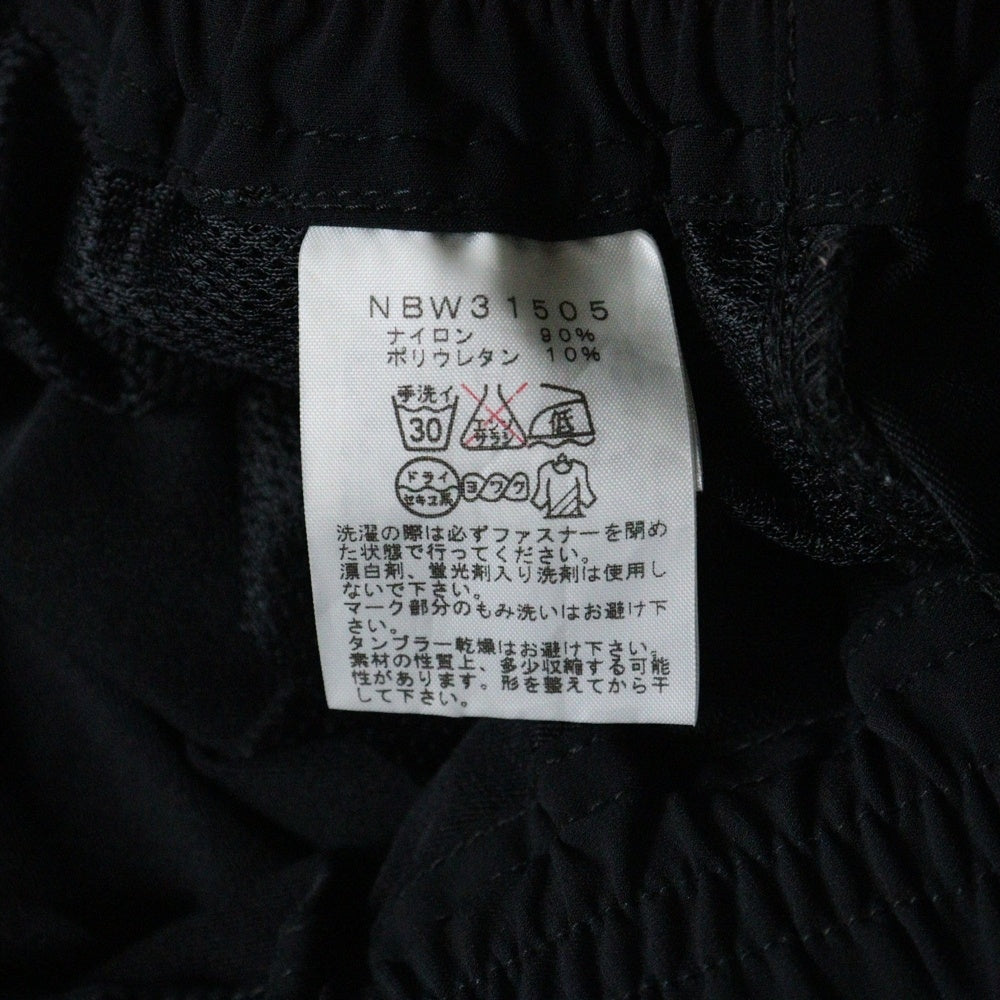 NBW31505
ナイロン 90%
ポリウレタン 10%
手洗イ
30
エンソ
サラシ
低
ドライ
セキユ系
ヨワク
洗濯の際は必ずファスナーを閉め
た状態で行ってください。
漂白剤、蛍光剤入り洗剤は使用し
ないで下さい。
マーク部分のもみ洗いはお避け下
さい。
タンブラー乾燥はお避け下さい。
素材の性質上、多少収縮する可能
性があります。形を整えてから干
して下さい。